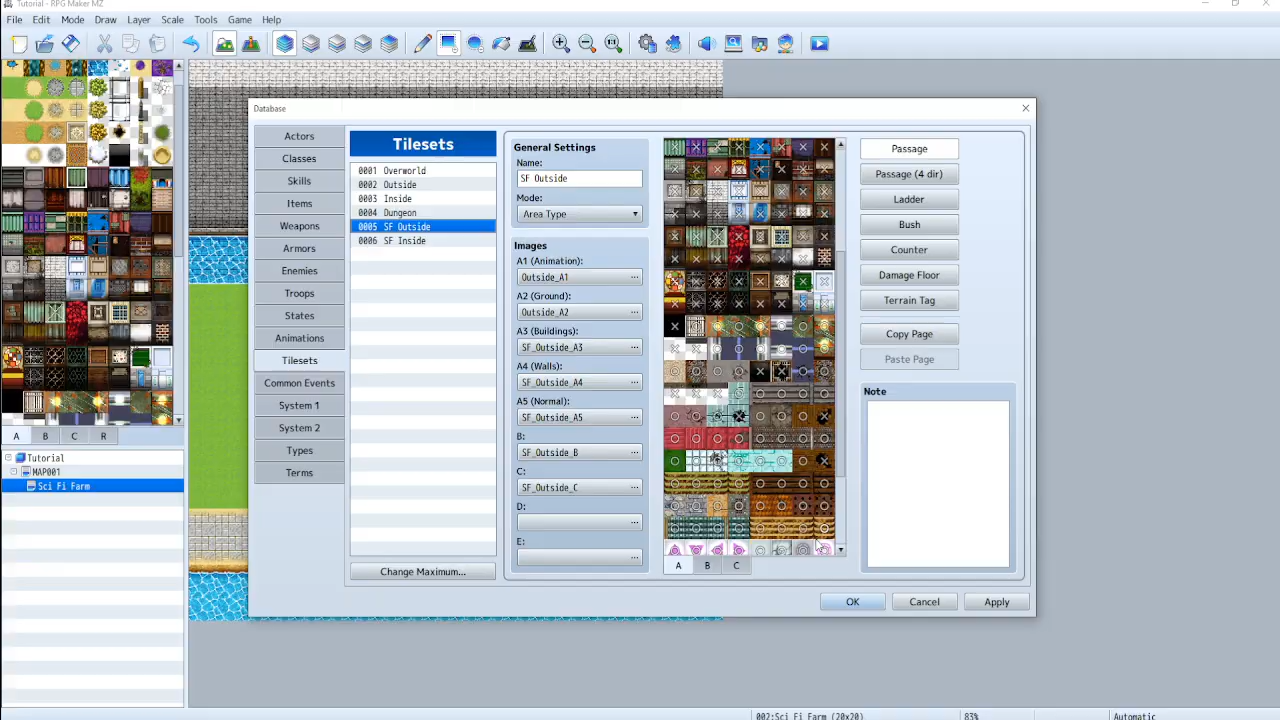 Tutorial - RPG Maker MZ
File Edit Mode Draw Layer Scale Tools Game Help
Database
Actors
Classes
Skills
Items
Weapons
Armors
Enemies
Troops
States
Animations
Tilesets
Common Events
System 1
System 2
Types
Terms
Tilesets
0001 Overworld
0002 Outside
0003 Inside
0004 Dungeon
0005 SF Outside
0006 SF Inside
Change Maximum...
General Settings
Name:
SF Outside
Mode:
Area Type
Images
A1 (Animation):
Outside_A1 ...
A2 (Ground):
Outside_A2 ...
A3 (Buildings):
SF_Outside_A3 ...
A4 (Walls):
SF_Outside_A4 ...
A5 (Normal):
SF_Outside_A5 ...
B:
SF_Outside_B ...
C:
SF_Outside_C ...
D:
...
E:
...
A B C
Passage
Passage (4 dir)
Ladder
Bush
Counter
Damage Floor
Terrain Tag
Copy Page
Paste Page
Note
OK Cancel Apply
A B C R
Tutorial
MAP001
Sci Fi Farm
002:Sci Fi Farm (20x20) 83% Automatic